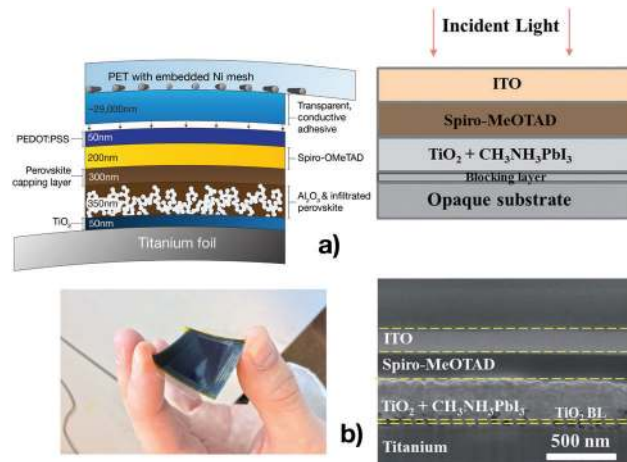 PET with embedded Ni mesh
~29,000nm
Transparent,
conductive
adhesive
PEDOT:PSS
50nm
200nm
Spiro-OMeTAD
Perovskite
capping layer
300nm
350nm
Al₂O₃ & infiltrated
perovskite
TiO₂
50nm
Titanium foil
a)
Incident Light
ITO
Spiro-MeOTAD
TiO₂ + CH₃NH₃PbI₃
Blocking layer
Opaque substrate
b)
ITO
Spiro-MeOTAD
TiO₂ + CH₃NH₃PbI₃
TiO₂ BL
Titanium
500 nm